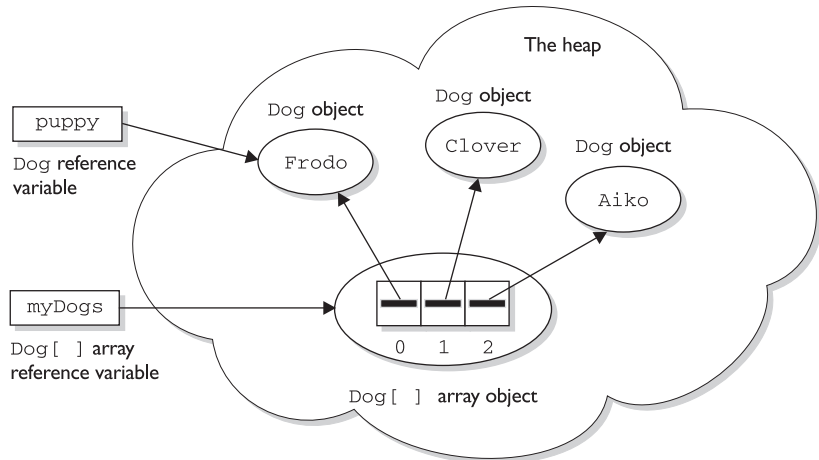 The heap
Dog object
Dog object
puppy
Clover
Dog object
Frodo
Dog reference
variable
Aiko
myDogs
0 1 2
Dog[ ] array
reference variable
Dog[ ] array object